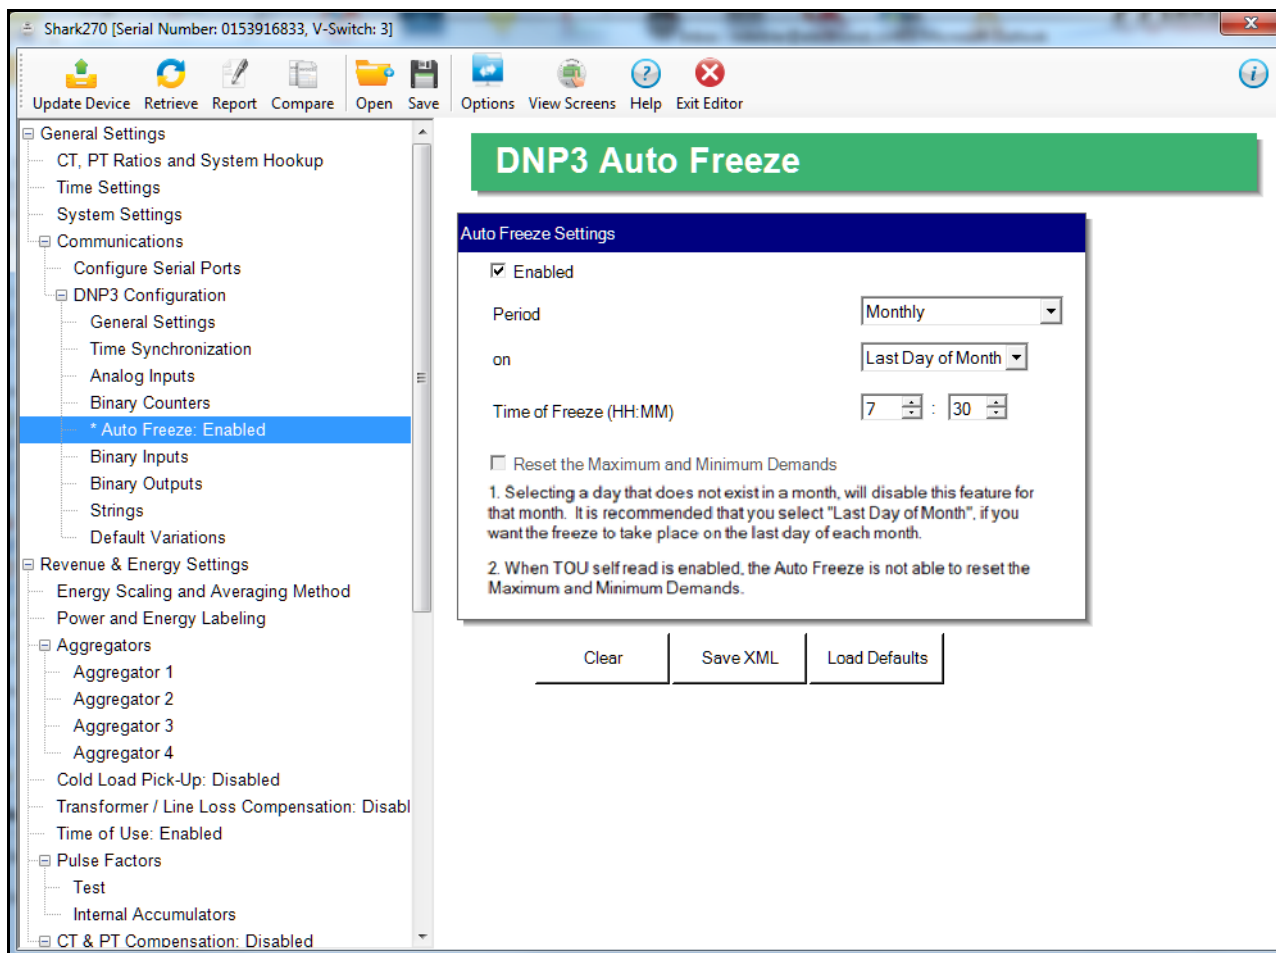 Shark270 [Serial Number: 0153916833, V-Switch: 3]
Update Device Retrieve Report Compare Open Save Options View Screens Help Exit Editor
General Settings
CT, PT Ratios and System Hookup
Time Settings
System Settings
Communications
Configure Serial Ports
DNP3 Configuration
General Settings
Time Synchronization
Analog Inputs
Binary Counters
* Auto Freeze: Enabled
Binary Inputs
Binary Outputs
Strings
Default Variations
Revenue & Energy Settings
Energy Scaling and Averaging Method
Power and Energy Labeling
Aggregators
Aggregator 1
Aggregator 2
Aggregator 3
Aggregator 4
Cold Load Pick-Up: Disabled
Transformer / Line Loss Compensation: Disabl
Time of Use: Enabled
Pulse Factors
Test
Internal Accumulators
CT & PT Compensation: Disabled
DNP3 Auto Freeze
Auto Freeze Settings
Enabled
Period Monthly
on Last Day of Month
Time of Freeze (HH:MM) 7 : 30
Reset the Maximum and Minimum Demands
1. Selecting a day that does not exist in a month, will disable this feature for
that month. It is recommended that you select "Last Day of Month", if you
want the freeze to take place on the last day of each month.
2. When TOU self read is enabled, the Auto Freeze is not able to reset the
Maximum and Minimum Demands.
Clear Save XML Load Defaults